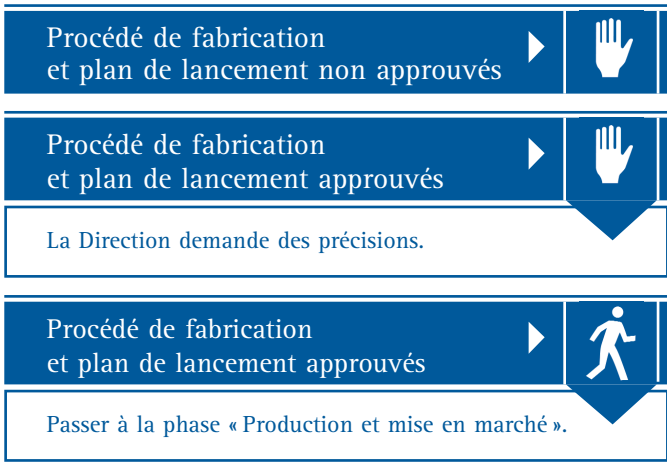 Procédé de fabrication
et plan de lancement non approuvés
Procédé de fabrication
et plan de lancement approuvés
La Direction demande des précisions.
Procédé de fabrication
et plan de lancement approuvés
Passer à la phase « Production et mise en marché ».